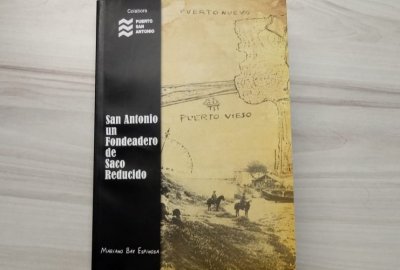 Colabora
PUERTO
SAN
ANTONIO
PUERTO NUEVO
PUERTO VIEJO
San Antonio
un
Fondeadero
de
Saco
Reducido
Mariano Bay Espinosa